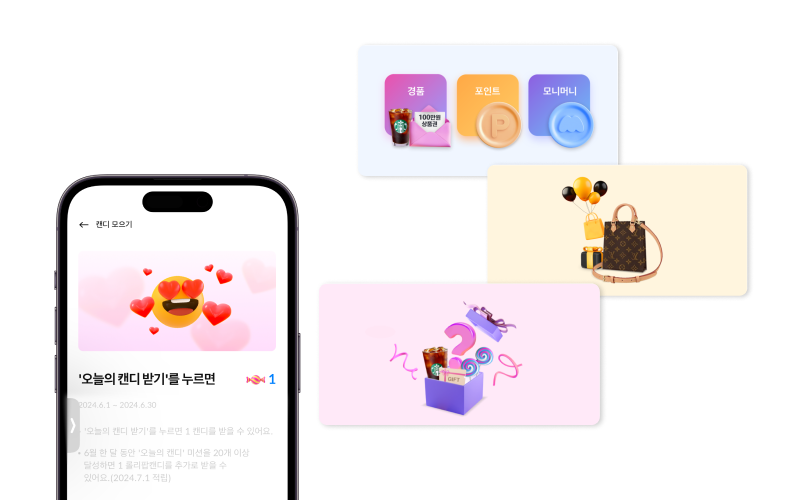 경품
포인트
모니머니
100만원
상품권
← 캔디 모으기
'오늘의 캔디 받기'를 누르면
1
2024.6.1 ~ 2024.6.30
• '오늘의 캔디 받기'를 누르면 1 캔디를 받을 수 있어요.
• 6월 한 달 동안 '오늘의 캔디' 미션을 20개 이상
달성하면 1 롤리팝캔디를 추가로 받을 수
있어요.(2024.7.1 적립)
GIFT